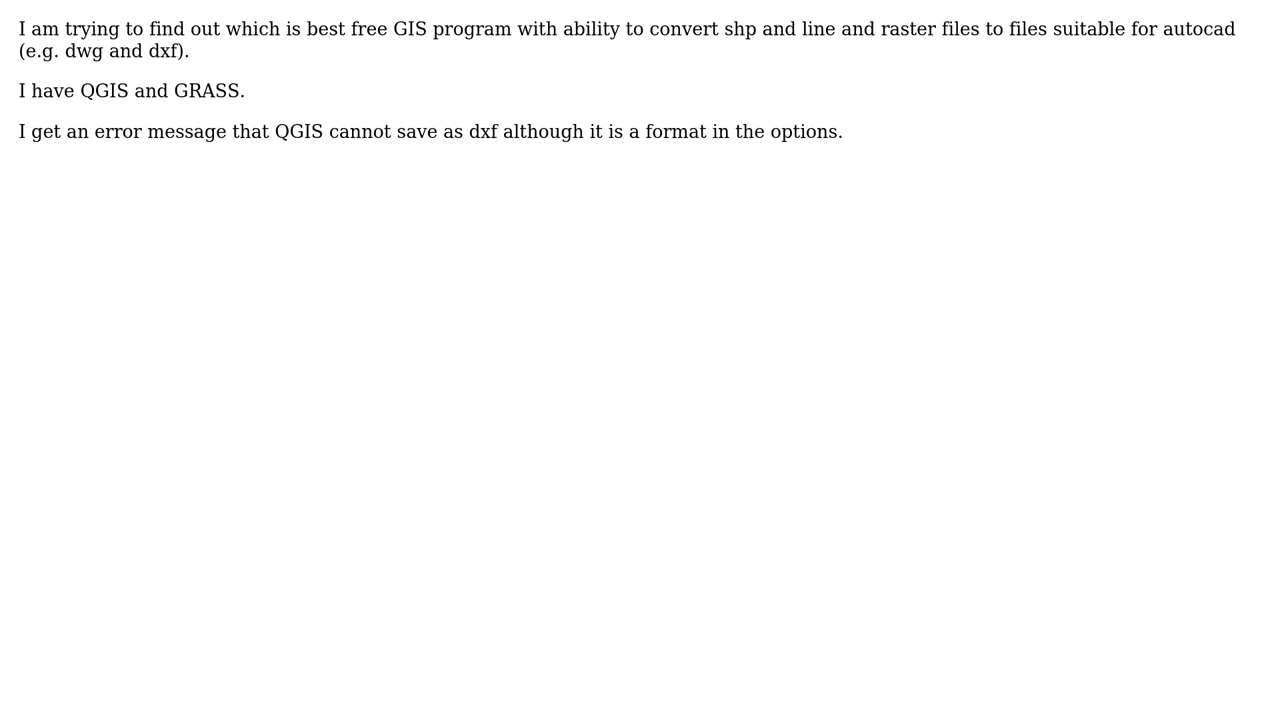 I am trying to find out which is best free GIS program with ability to convert shp and line and raster files to files suitable for autocad
(e.g. dwg and dxf).
I have QGIS and GRASS.
I get an error message that QGIS cannot save as dxf although it is a format in the options.